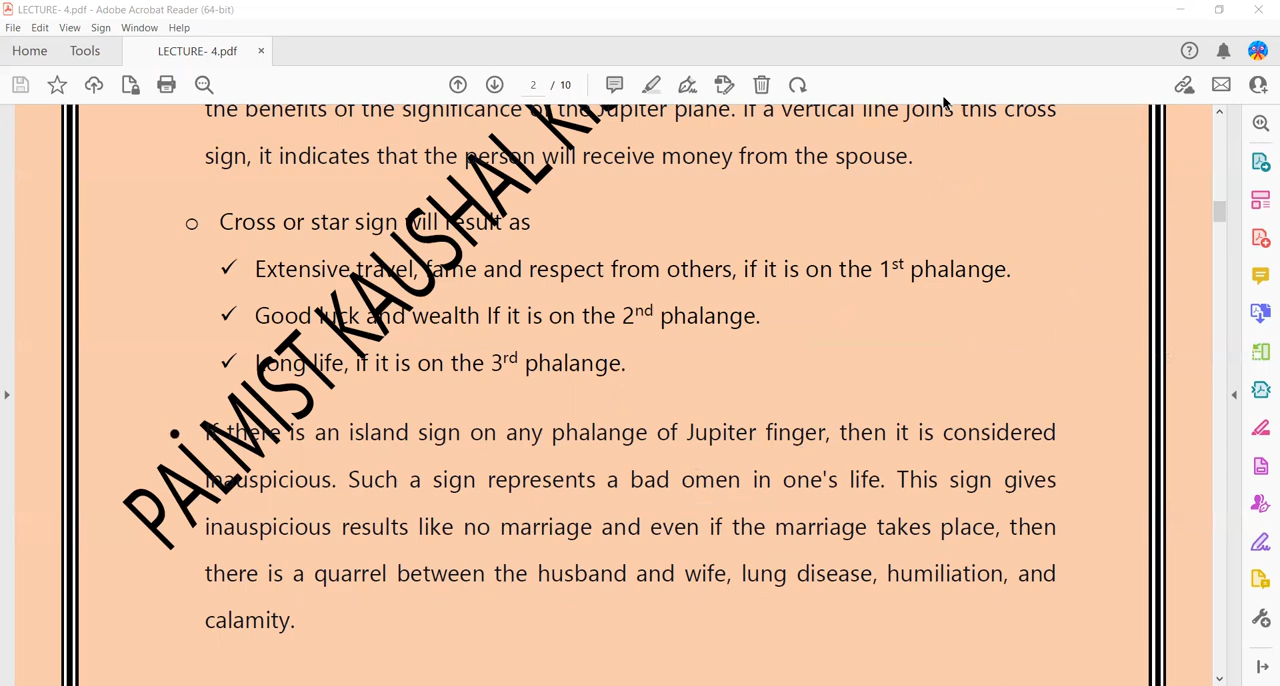 LECTURE- 4.pdf - Adobe Acrobat Reader (64-bit)
File Edit View Sign Window Help
Home Tools LECTURE- 4.pdf ×
2 / 10
the benefits of the significance of the Jupiter plane. If a vertical line joins this cross
sign, it indicates that the person will receive money from the spouse.
o Cross or star sign will result as
✓ Extensive travel, fame and respect from others, if it is on the 1st phalange.
✓ Good luck and wealth If it is on the 2nd phalange.
✓ Long life, if it is on the 3rd phalange.
If there is an island sign on any phalange of Jupiter finger, then it is considered
inauspicious. Such a sign represents a bad omen in one's life. This sign gives
inauspicious results like no marriage and even if the marriage takes place, then
there is a quarrel between the husband and wife, lung disease, humiliation, and
calamity.
PALMIST KAUSHAL